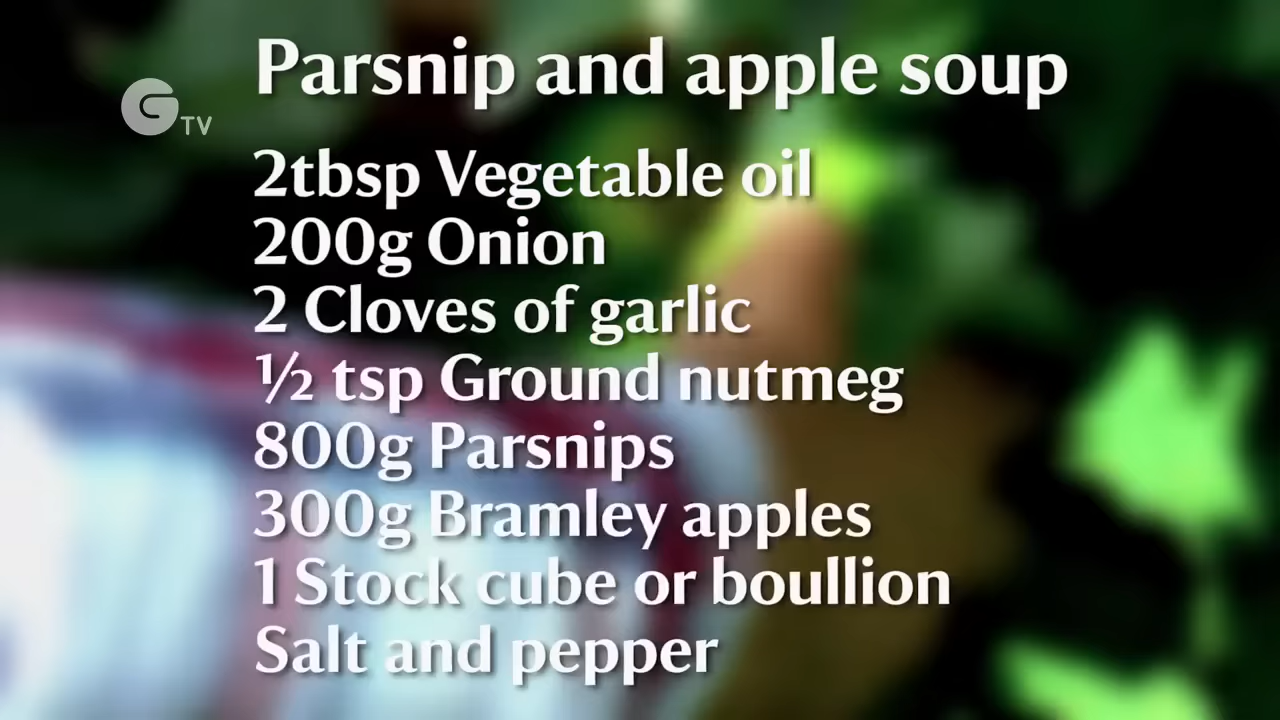 Parsnip and apple soup
G TV
2tbsp Vegetable oil
200g Onion
2 Cloves of garlic
½ tsp Ground nutmeg
800g Parsnips
300g Bramley apples
1 Stock cube or boullion
Salt and pepper